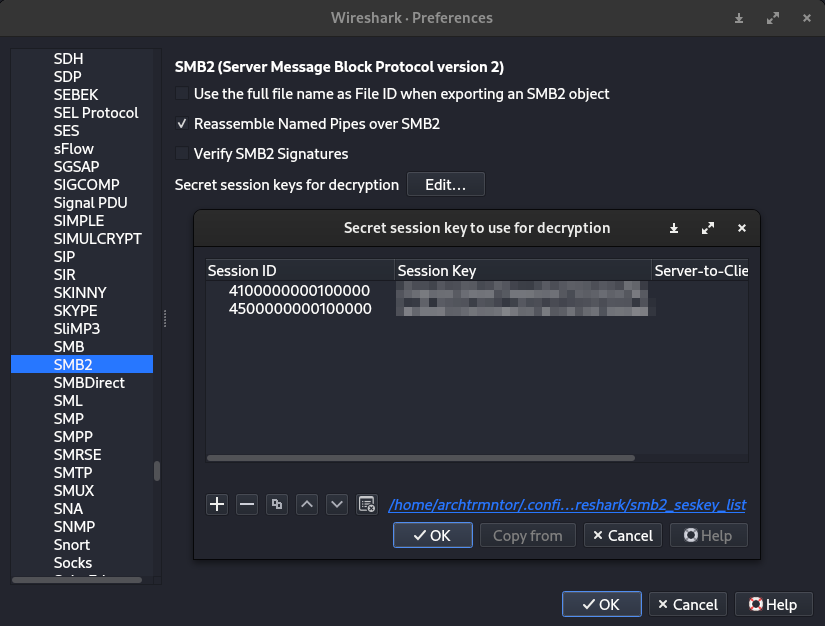 Wireshark · Preferences
SDH
SDP
SEBEK
SEL Protocol
SES
sFlow
SGSAP
SIGCOMP
Signal PDU
SIMPLE
SIMULCRYPT
SIP
SIR
SKINNY
SKYPE
SliMP3
SMB
SMB2
SMBDirect
SML
SMP
SMPP
SMRSE
SMTP
SMUX
SNA
SNMP
Snort
Socks
SMB2 (Server Message Block Protocol version 2)
Use the full file name as File ID when exporting an SMB2 object
Reassemble Named Pipes over SMB2
Verify SMB2 Signatures
Secret session keys for decryption Edit...
Secret session key to use for decryption
Session ID Session Key Server-to-Clie
4100000000100000
4500000000100000
/home/archtrmntor/.confi...reshark/smb2_seskey_list
OK Copy from Cancel Help
OK Cancel Help